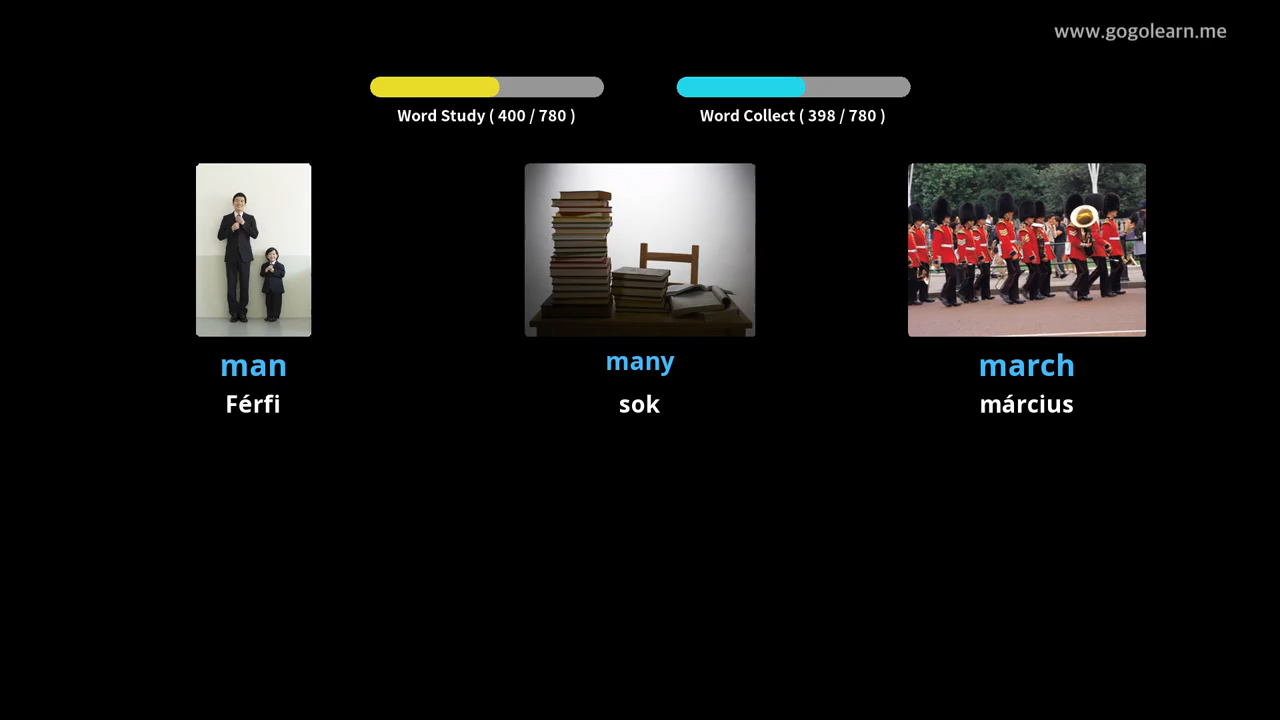 www.gogolearn.me
Word Study ( 400 / 780 )
Word Collect ( 398 / 780 )
man
many
march
Férfi
sok
március